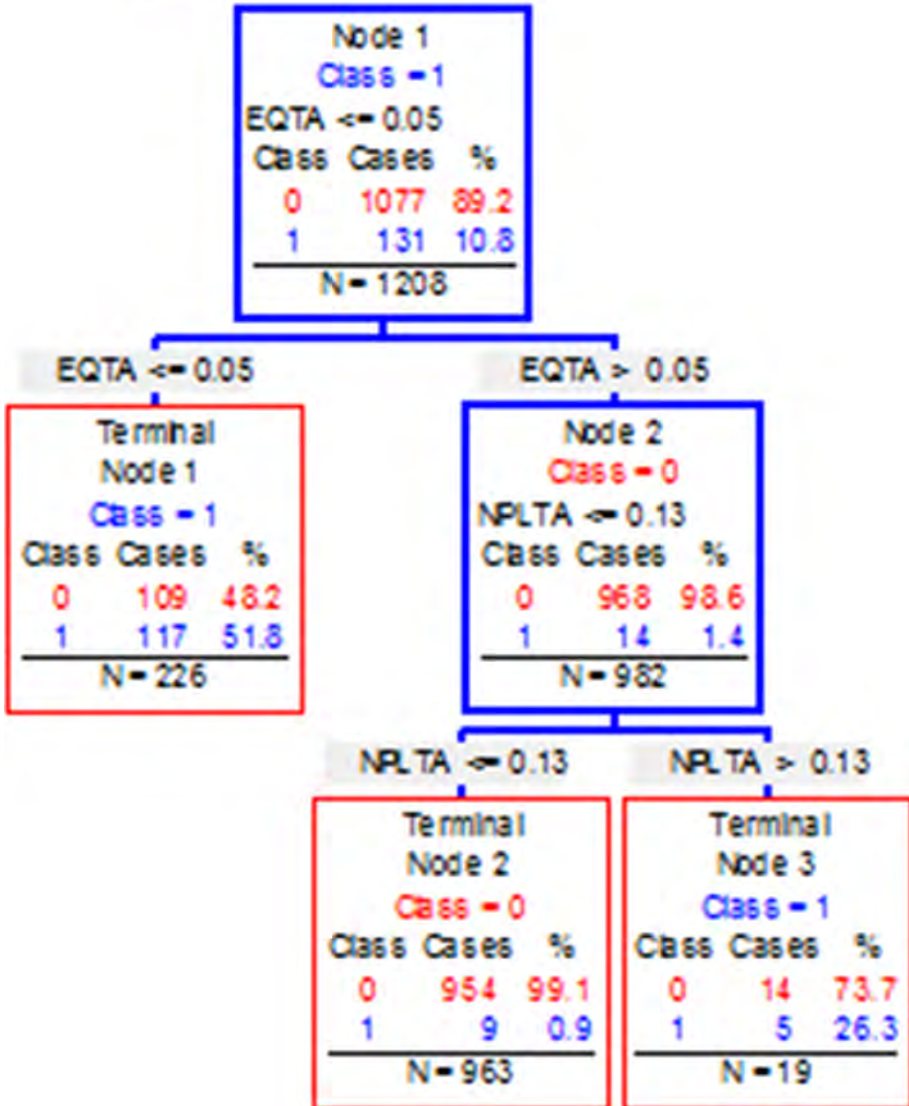 Node 1
Class = 1
EQTA <= 0.05
Class Cases %
0 1077 89.2
1 131 10.8
N = 1208
EQTA <= 0.05
EQTA > 0.05
Terminal
Node 1
Class = 1
Class Cases %
0 109 48.2
1 117 51.8
N = 226
Node 2
Class = 0
NPLTA <= 0.13
Class Cases %
0 968 98.6
1 14 1.4
N = 982
NPLTA <= 0.13
NPLTA > 0.13
Terminal
Node 2
Class = 0
Class Cases %
0 954 99.1
1 9 0.9
N = 963
Terminal
Node 3
Class = 1
Class Cases %
0 14 73.7
1 5 26.3
N = 19